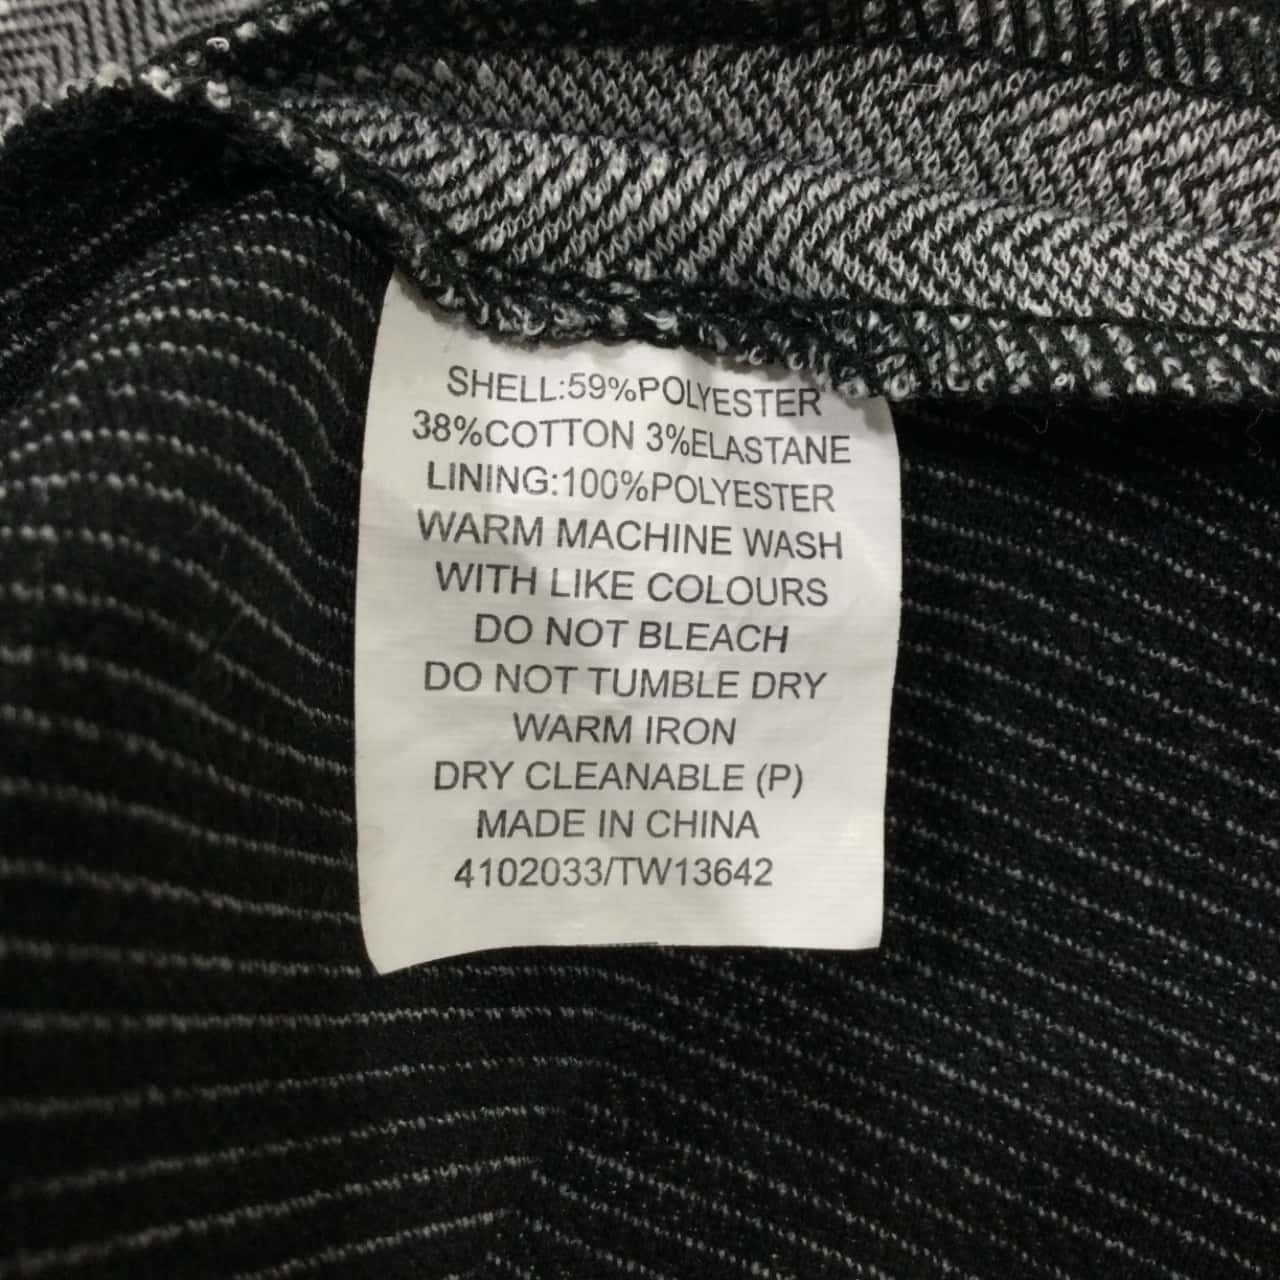 SHELL:59%POLYESTER
38%COTTON 3%ELASTANE
LINING:100%POLYESTER
WARM MACHINE WASH
WITH LIKE COLOURS
DO NOT BLEACH
DO NOT TUMBLE DRY
WARM IRON
DRY CLEANABLE (P)
MADE IN CHINA
4102033/TW13642